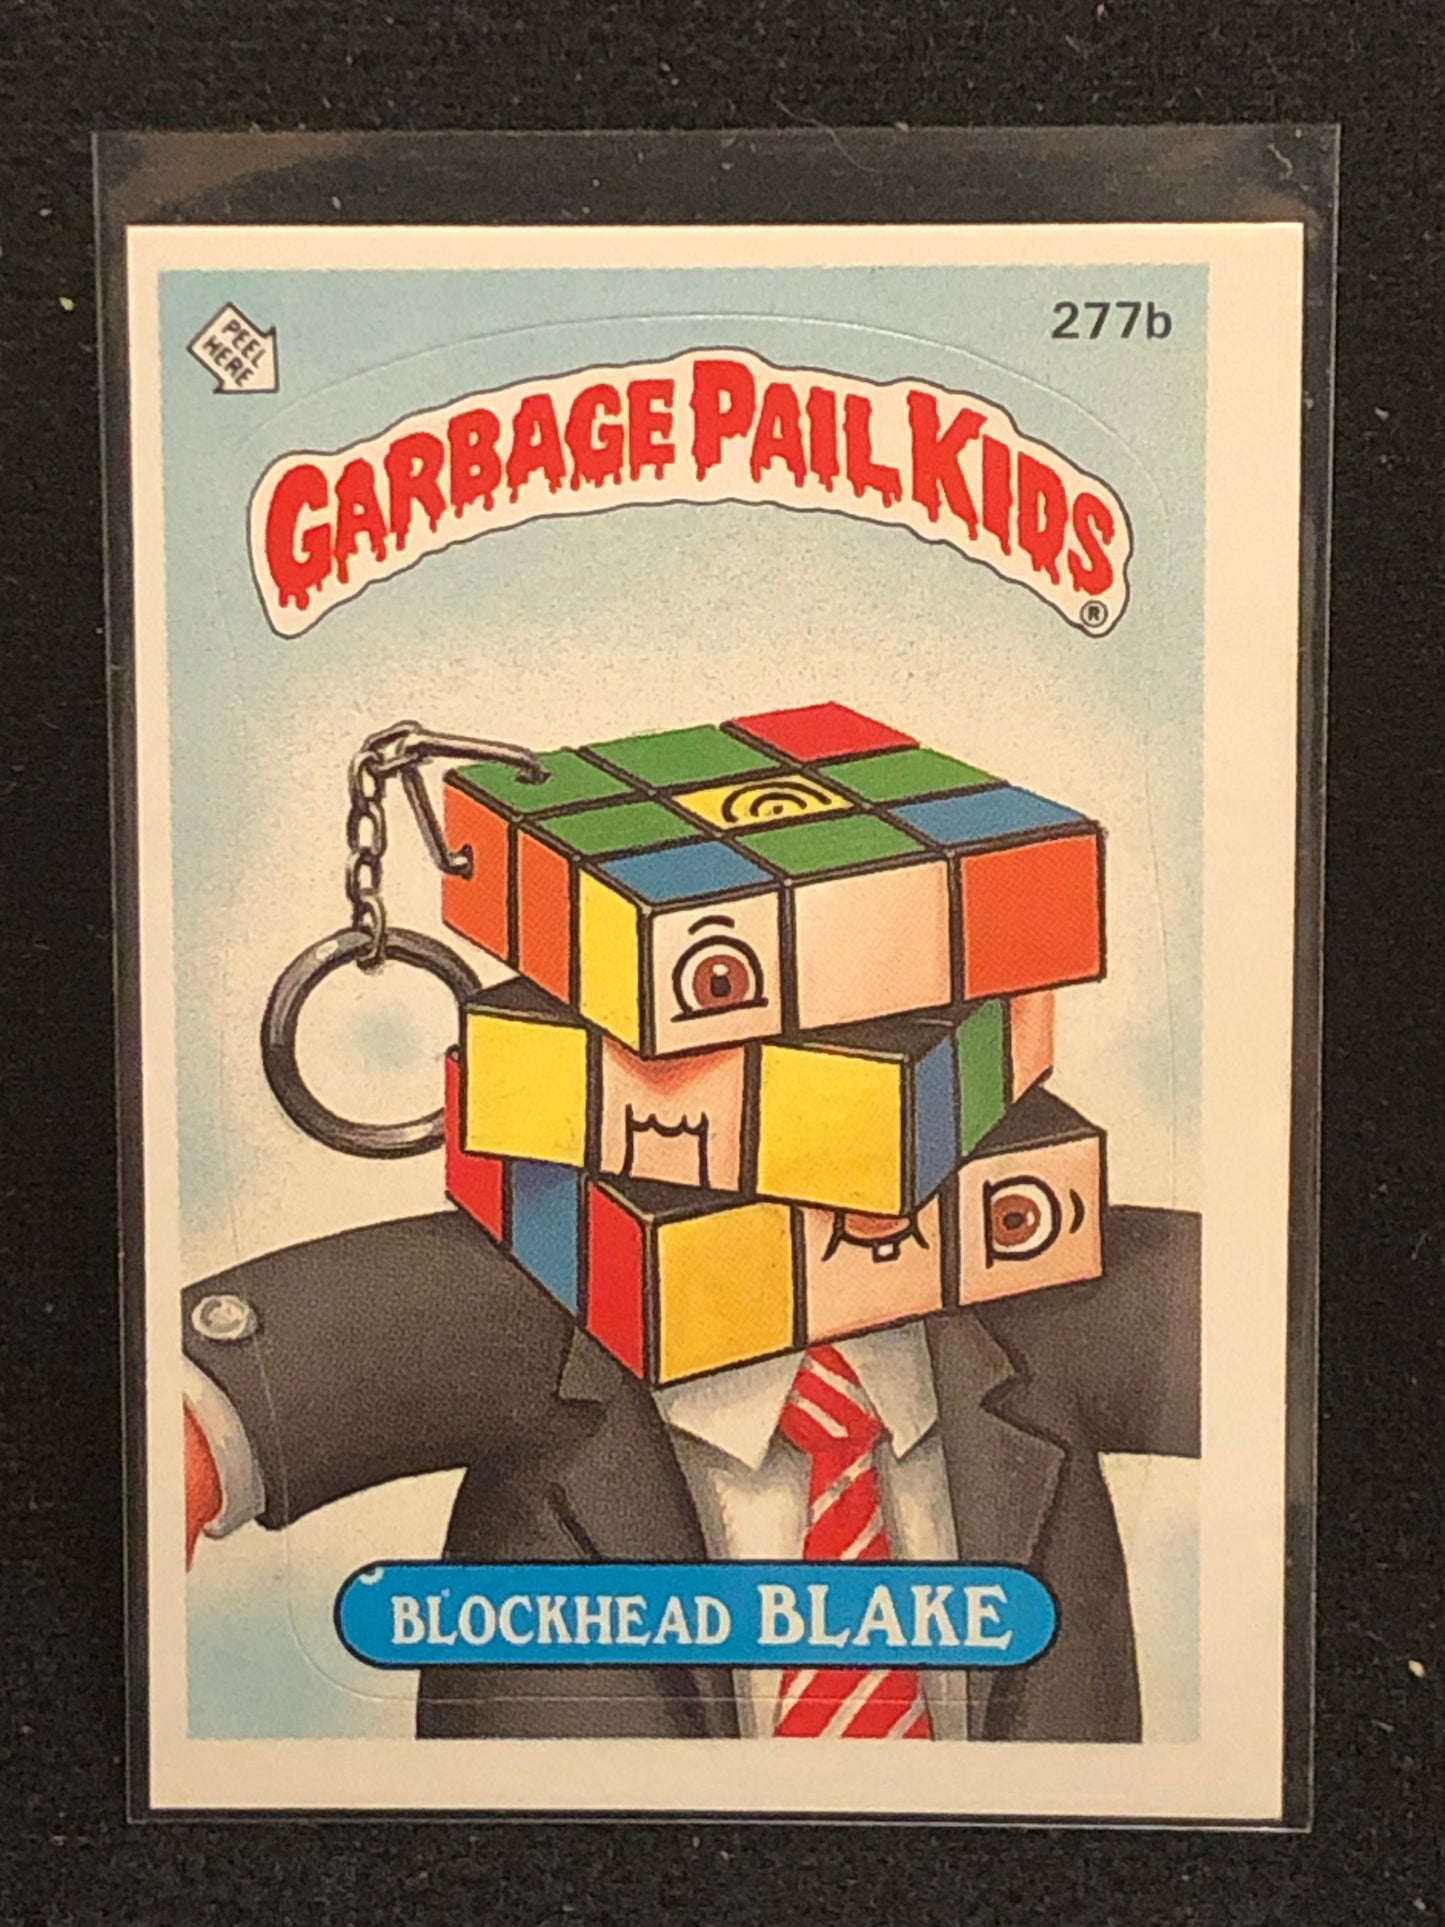 PEEL
HERE
277b
GARBAGE PAIL KIDS
®
BLOCKHEAD BLAKE